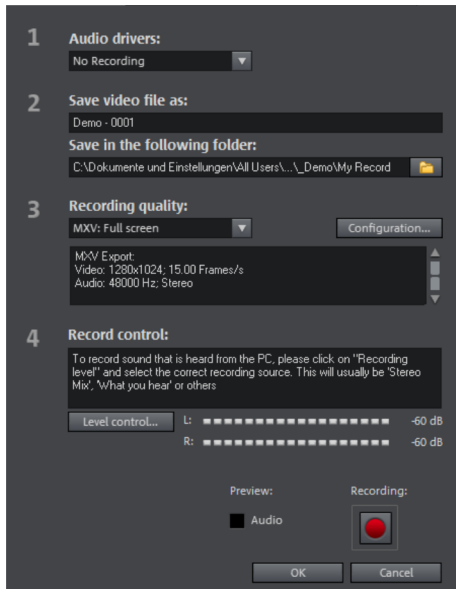 1 Audio drivers:
No Recording
2 Save video file as:
Demo - 0001
Save in the following folder:
C:\Dokumente und Einstellungen\All Users\...\_Demo\My Record
3 Recording quality:
MXV: Full screen Configuration...
MXV Export:
Video: 1280x1024; 15.00 Frames/s
Audio: 48000 Hz; Stereo
4 Record control:
To record sound that is heard from the PC, please click on "Recording
level" and select the correct recording source. This will usually be 'Stereo
Mix', 'What you hear' or others
Level control... L: -60 dB
R: -60 dB
Preview: Recording:
Audio
OK Cancel